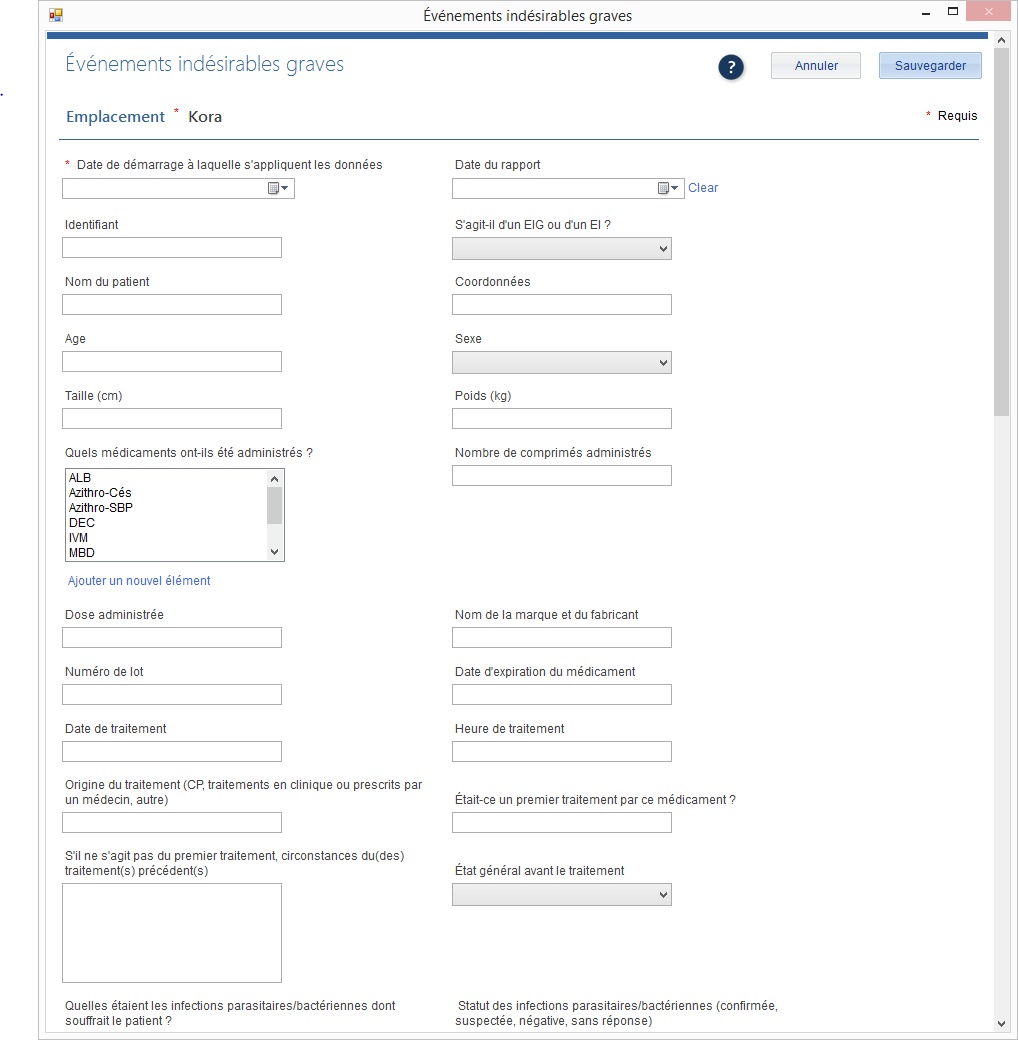 Événements indésirables graves
Événements indésirables graves
?
Annuler
Sauvegarder
Emplacement * Kora
* Requis
* Date de démarrage à laquelle s'appliquent les données
Date du rapport
Clear
Identifiant
S'agit-il d'un EIG ou d'un EI ?
Nom du patient
Coordonnées
Age
Sexe
Taille (cm)
Poids (kg)
Quels médicaments ont-ils été administrés ?
Nombre de comprimés administrés
ALB
Azithro-Cés
Azithro-SBP
DEC
IVM
MBD
Ajouter un nouvel élément
Dose administrée
Nom de la marque et du fabricant
Numéro de lot
Date d'expiration du médicament
Date de traitement
Heure de traitement
Origine du traitement (CP, traitements en clinique ou prescrits par
un médecin, autre)
Était-ce un premier traitement par ce médicament ?
S'il ne s'agit pas du premier traitement, circonstances du(des)
traitement(s) précédent(s)
État général avant le traitement
Quelles étaient les infections parasitaires/bactériennes dont
souffrait le patient ?
Statut des infections parasitaires/bactériennes (confirmée,
suspectée, négative, sans réponse)